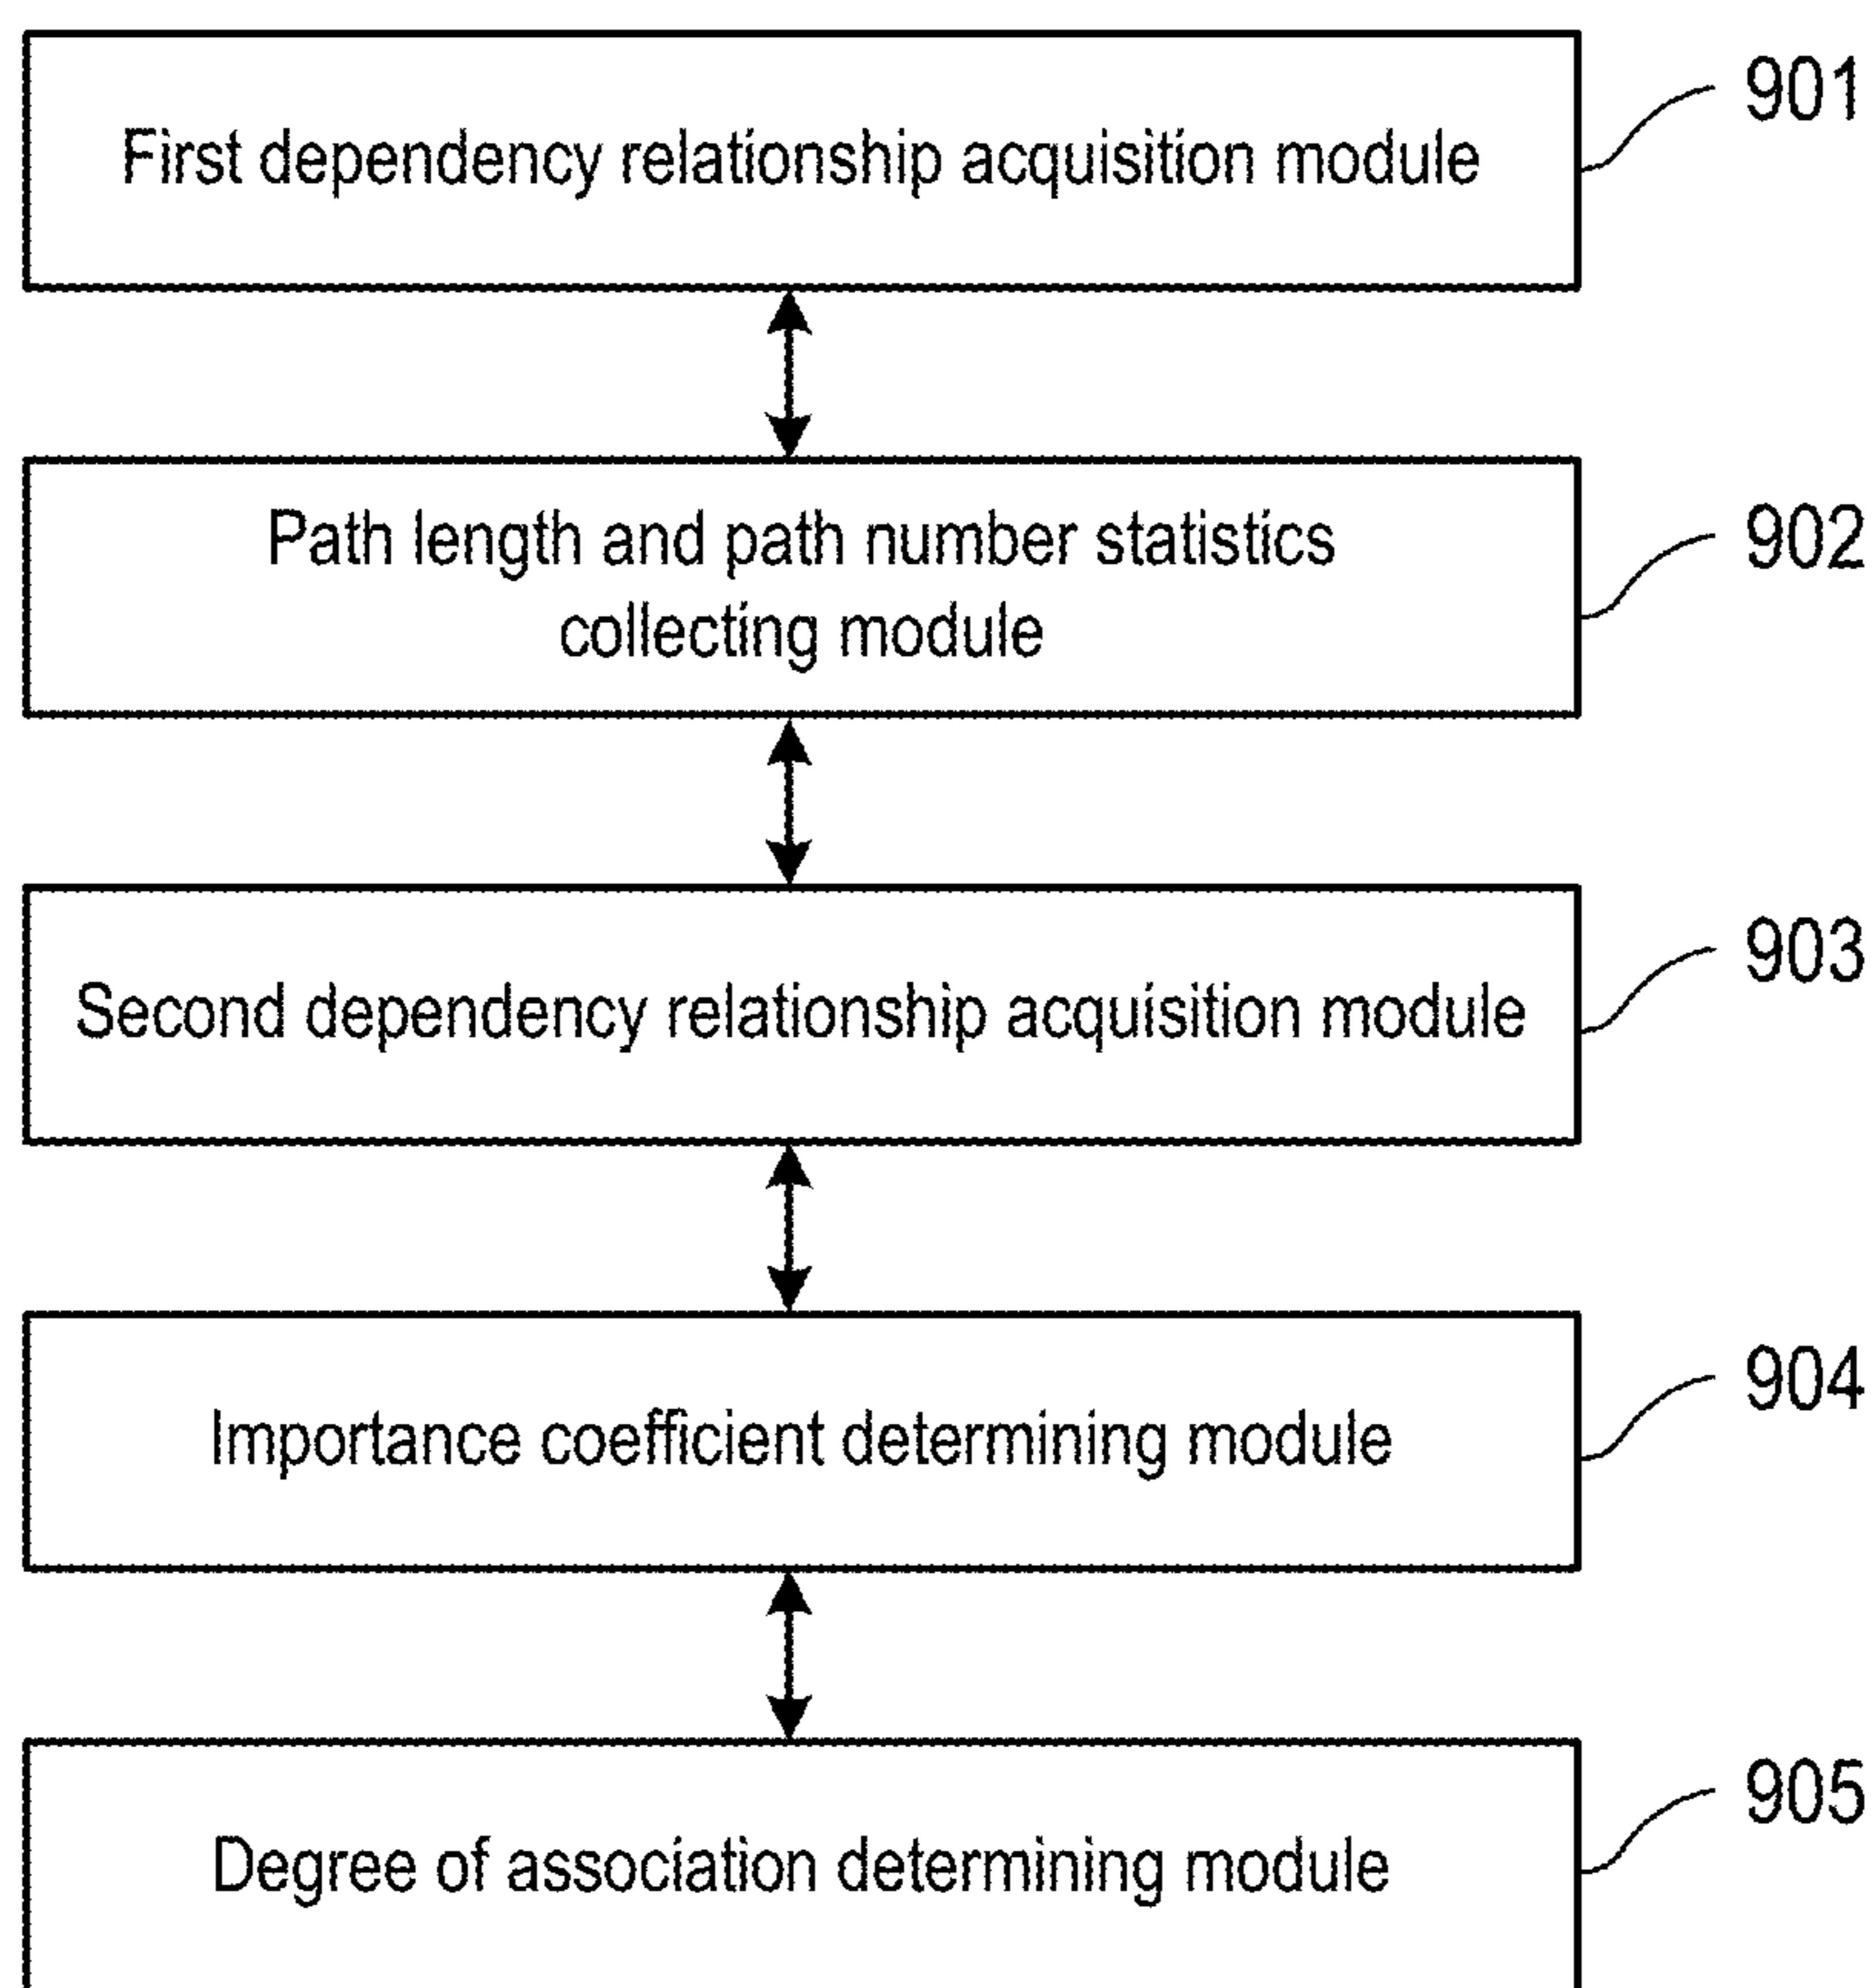 First dependency relationship acquisition module
901
Path length and path number statistics
collecting module
902
Second dependency relationship acquisition module
903
Importance coefficient determining module
904
Degree of association determining module
905